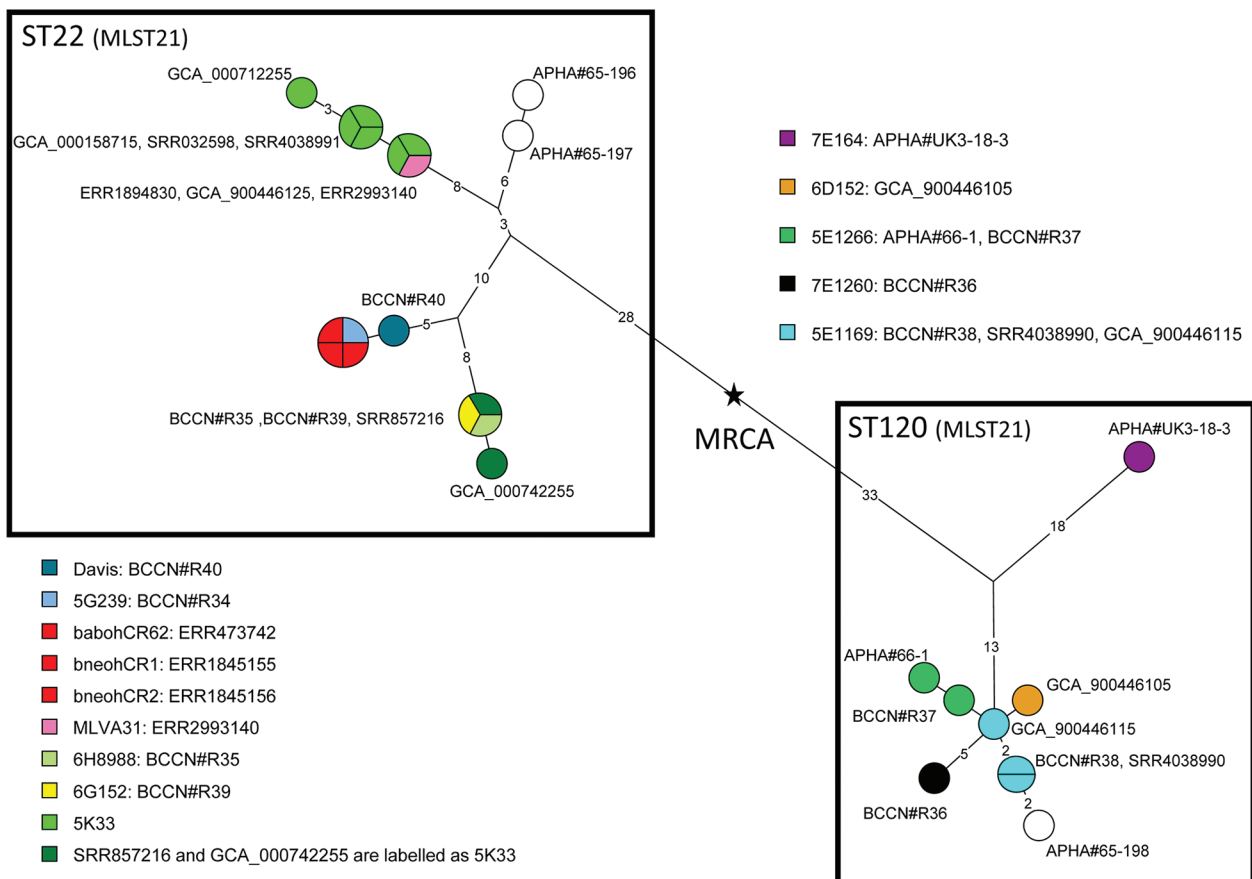 ST22 (MLST21)
GCA_000712255
3
GCA_000158715, SRR032598, SRR4038991
ERR1894830, GCA_900446125, ERR2993140
8
APHA#65-196
APHA#65-197
6
3
10
BCCN#R40
5
8
BCCN#R35 ,BCCN#R39, SRR857216
GCA_000742255
28
MRCA
33
7E164: APHA#UK3-18-3
6D152: GCA_900446105
5E1266: APHA#66-1, BCCN#R37
7E1260: BCCN#R36
5E1169: BCCN#R38, SRR4038990, GCA_900446115
ST120 (MLST21)
APHA#UK3-18-3
18
13
APHA#66-1
BCCN#R37
GCA_900446105
GCA_900446115
5
2
BCCN#R38, SRR4038990
BCCN#R36
2
APHA#65-198
Davis: BCCN#R40
5G239: BCCN#R34
babohCR62: ERR473742
bneohCR1: ERR1845155
bneohCR2: ERR1845156
MLVA31: ERR2993140
6H8988: BCCN#R35
6G152: BCCN#R39
5K33
SRR857216 and GCA_000742255 are labelled as 5K33